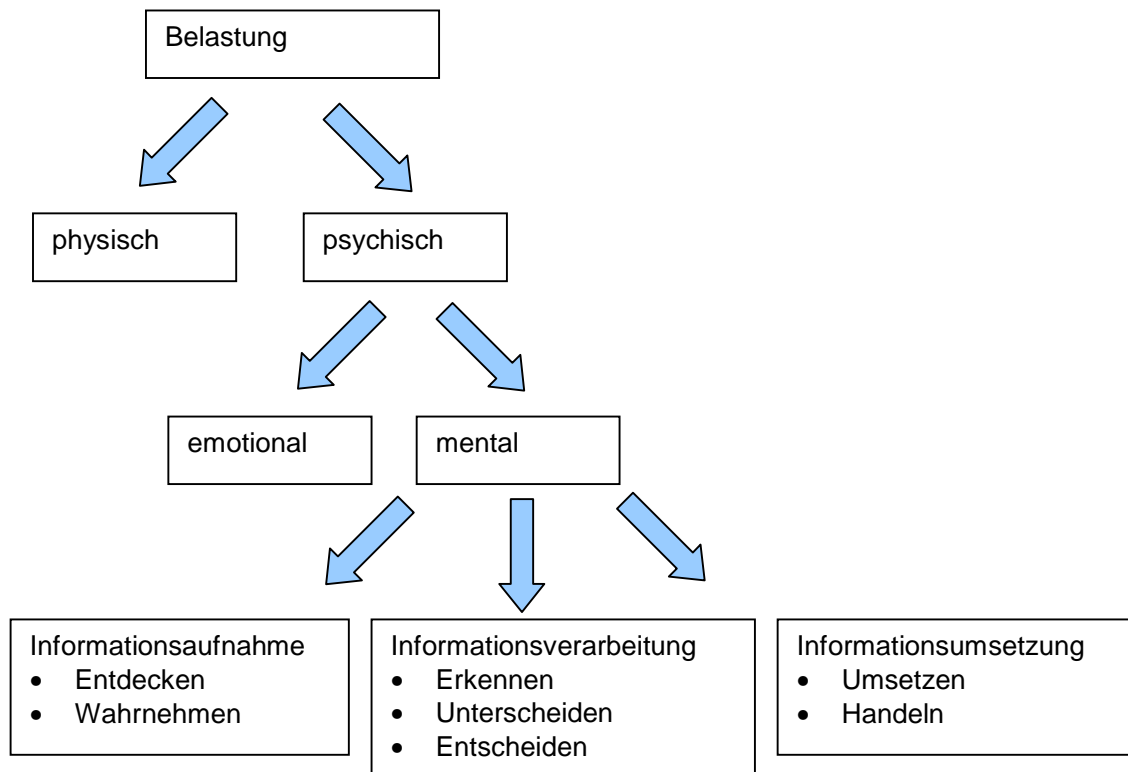 Belastung
physisch
psychisch
emotional
mental
Informationsaufnahme
• Entdecken
• Wahrnehmen
Informationsverarbeitung
• Erkennen
• Unterscheiden
• Entscheiden
Informationsumsetzung
• Umsetzen
• Handeln